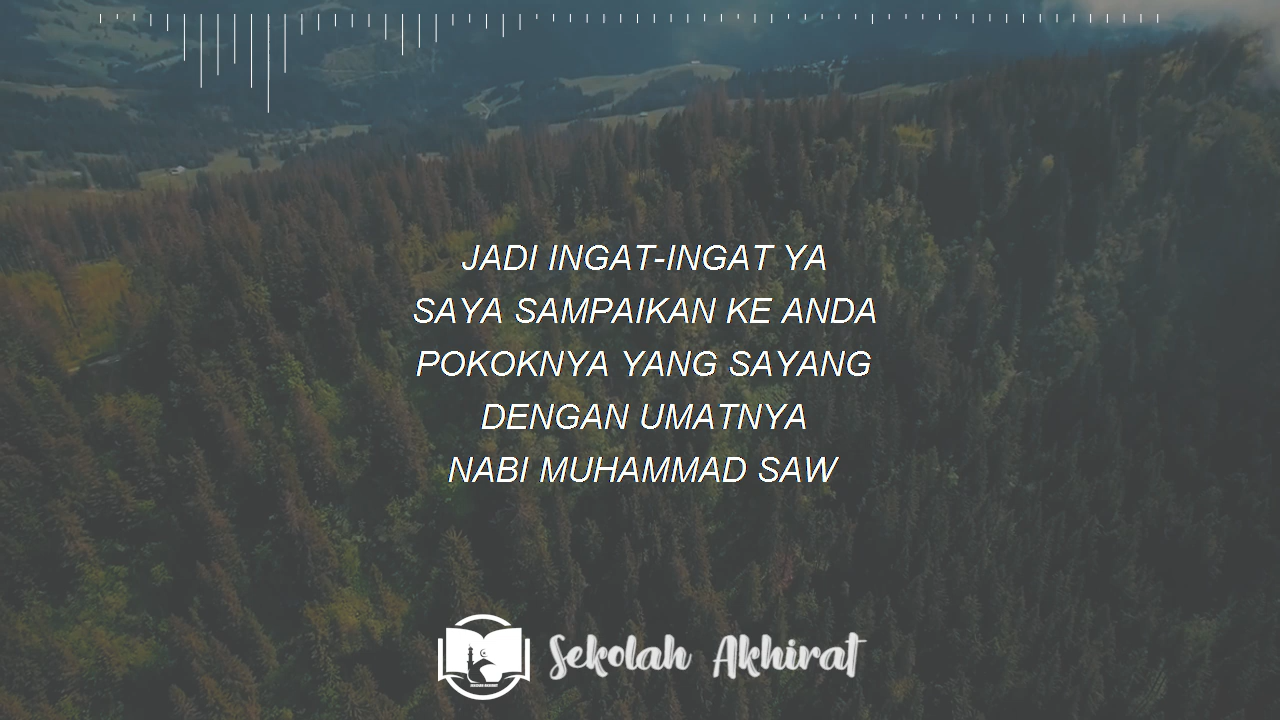 JADI INGAT-INGAT YA
SAYA SAMPAIKAN KE ANDA
POKOKNYA YANG SAYANG
DENGAN UMATNYA
NABI MUHAMMAD SAW
Sekolah Akhirat